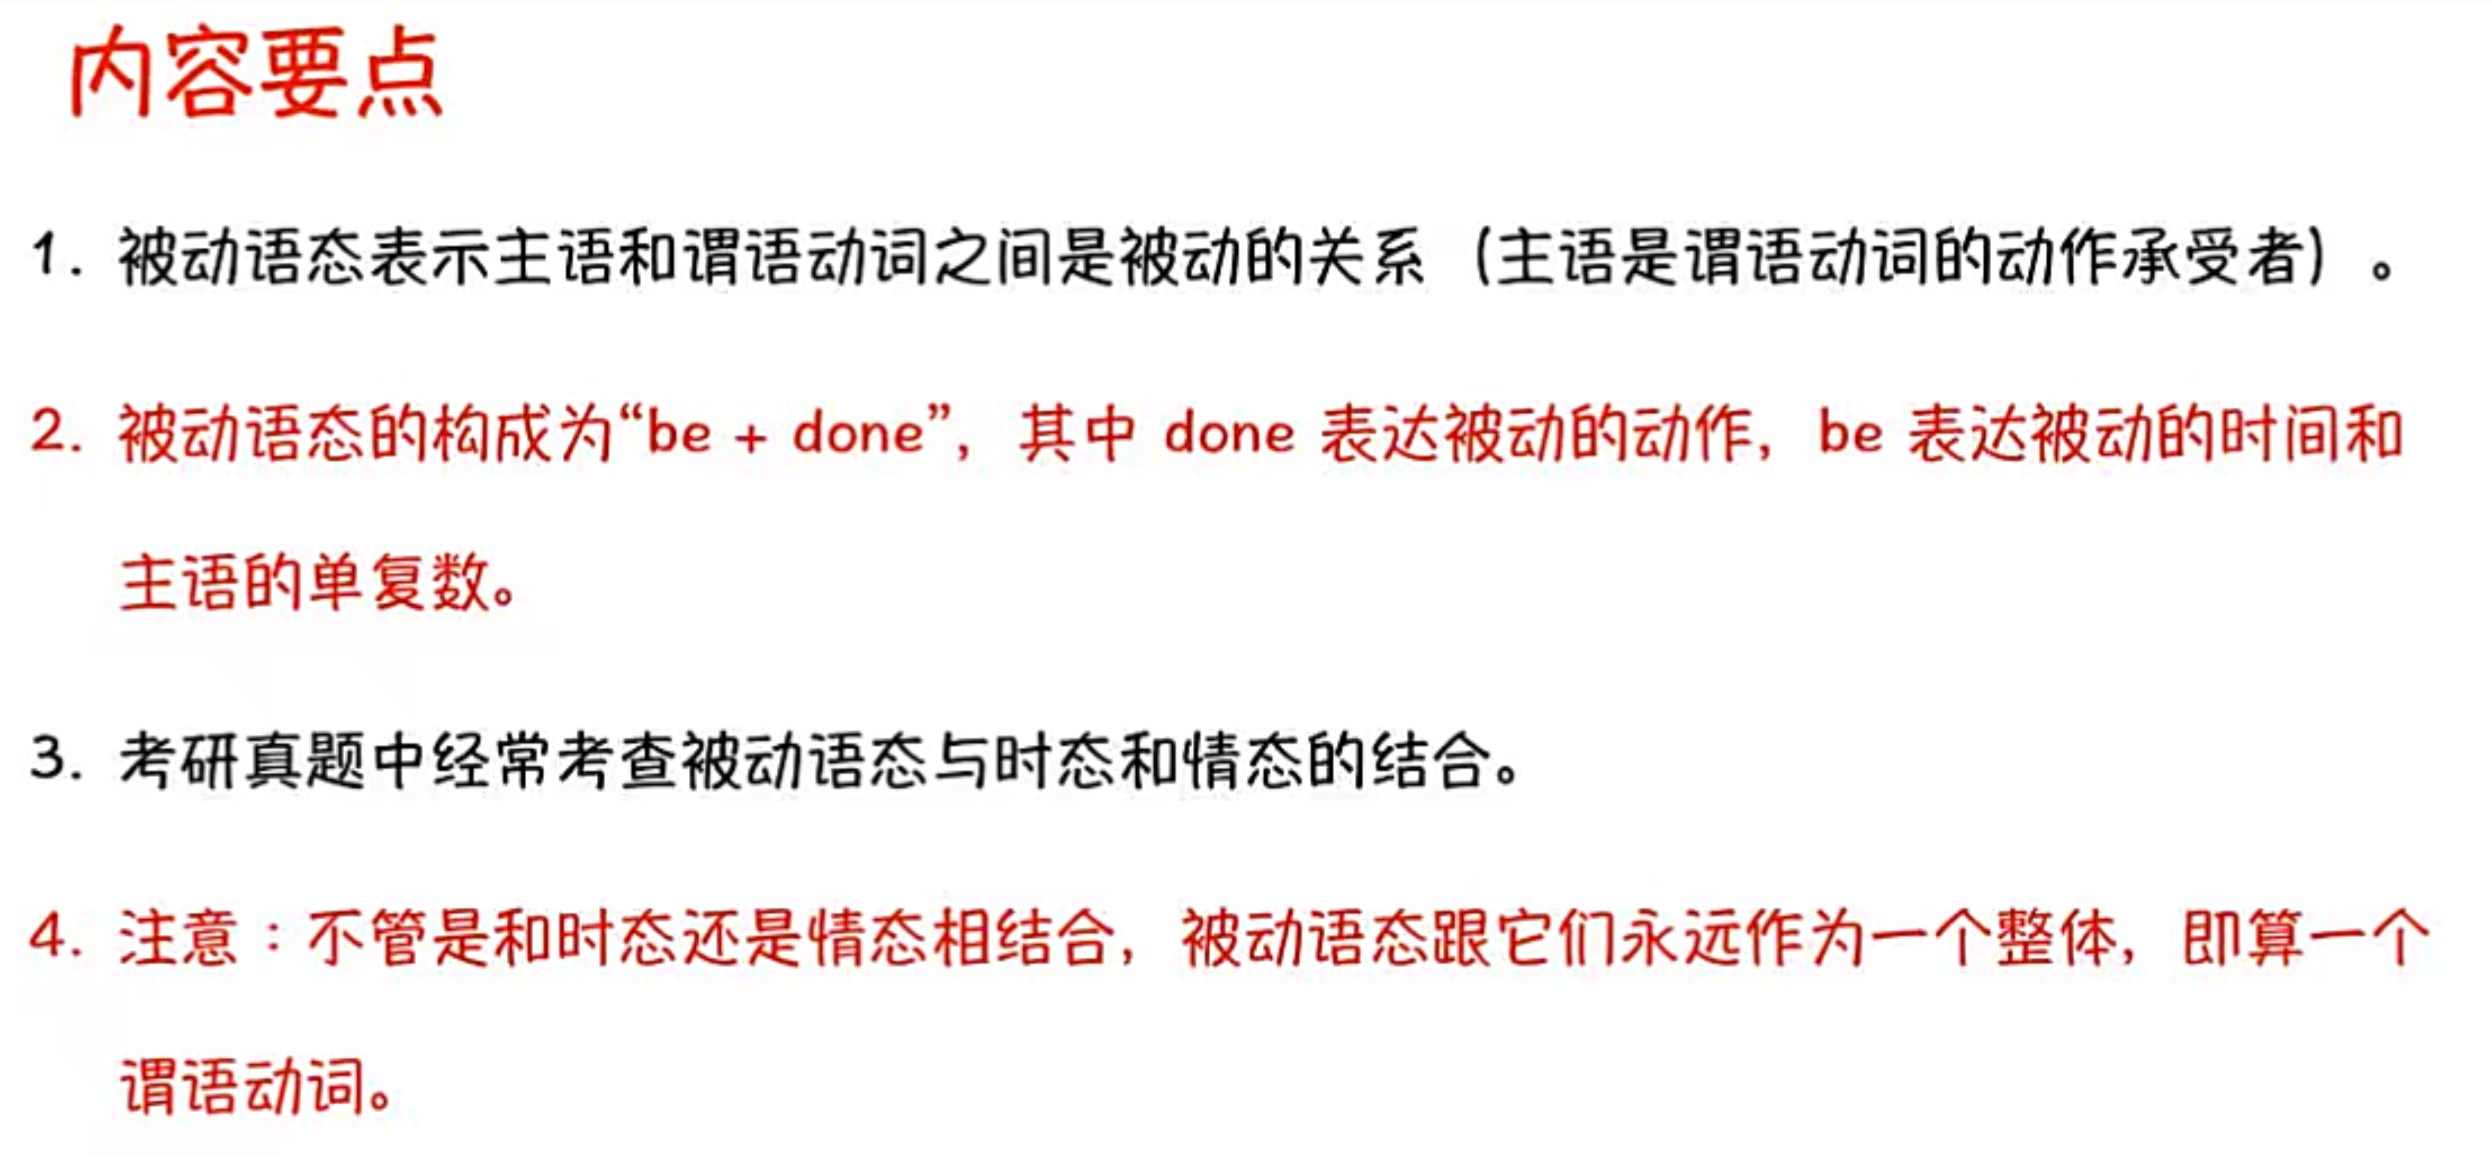 内容要点
1. 被动语态表示主语和谓语动词之间是被动的关系（主语是谓语动词的动作承受者）。
2. 被动语态的构成为“be + done”，其中 done 表达被动的动作，be 表达被动的时间和
主语的单复数。
3. 考研真题中经常考查被动语态与时态和情态的结合。
4. 注意：不管是和时态还是情态相结合，被动语态跟它们永远作为一个整体，即算一个
谓语动词。